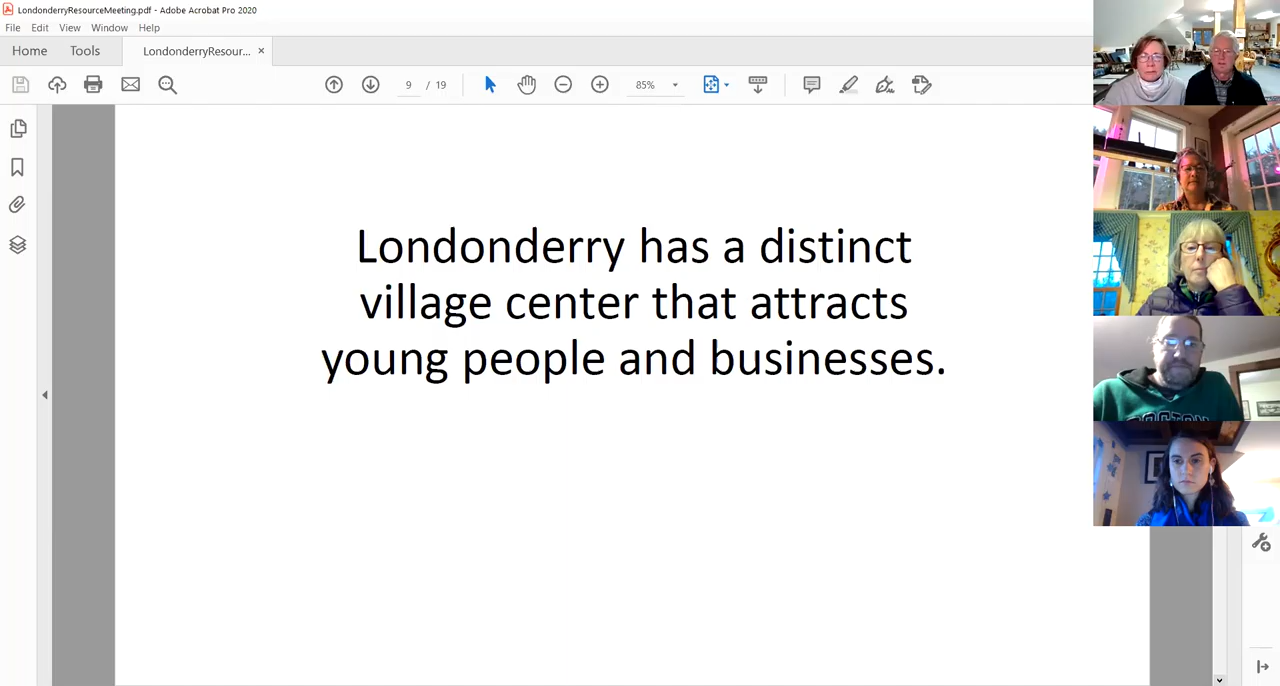 LondonderryResourceMeeting.pdf - Adobe Acrobat Pro 2020
File Edit View Window Help
Home Tools LondonderryResour... ×
9 / 19 85%
Londonderry has a distinct
village center that attracts
young people and businesses.